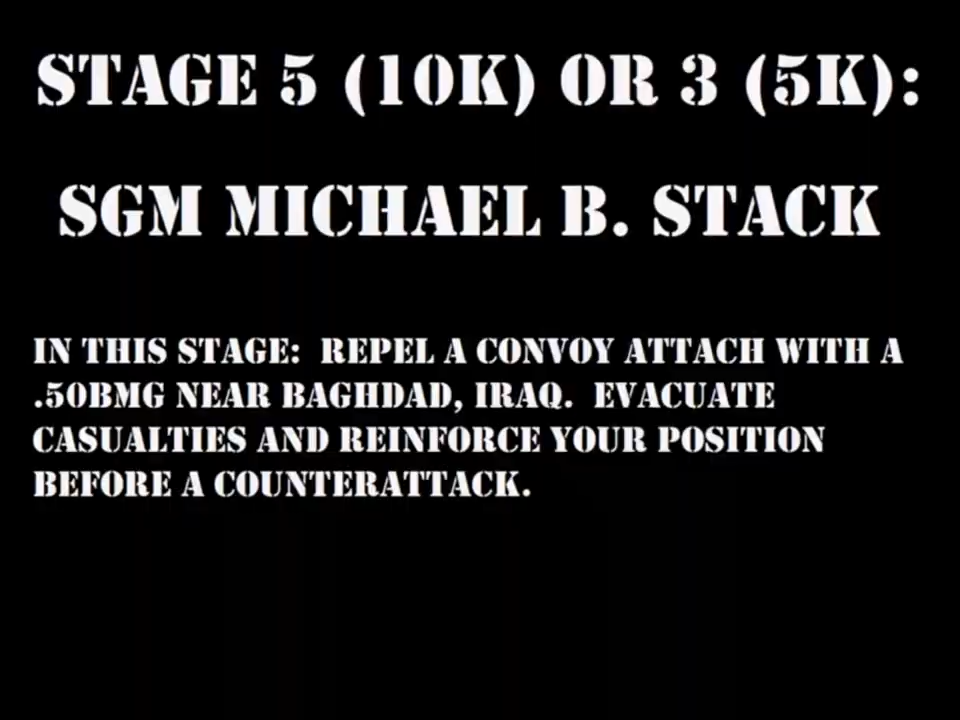 STAGE 5 (10K) OR 3 (5K):
SGM MICHAEL B. STACK
IN THIS STAGE: REPEL A CONVOY ATTACH WITH A
.50BMG NEAR BAGHDAD, IRAQ. EVACUATE
CASUALTIES AND REINFORCE YOUR POSITION
BEFORE A COUNTERATTACK.